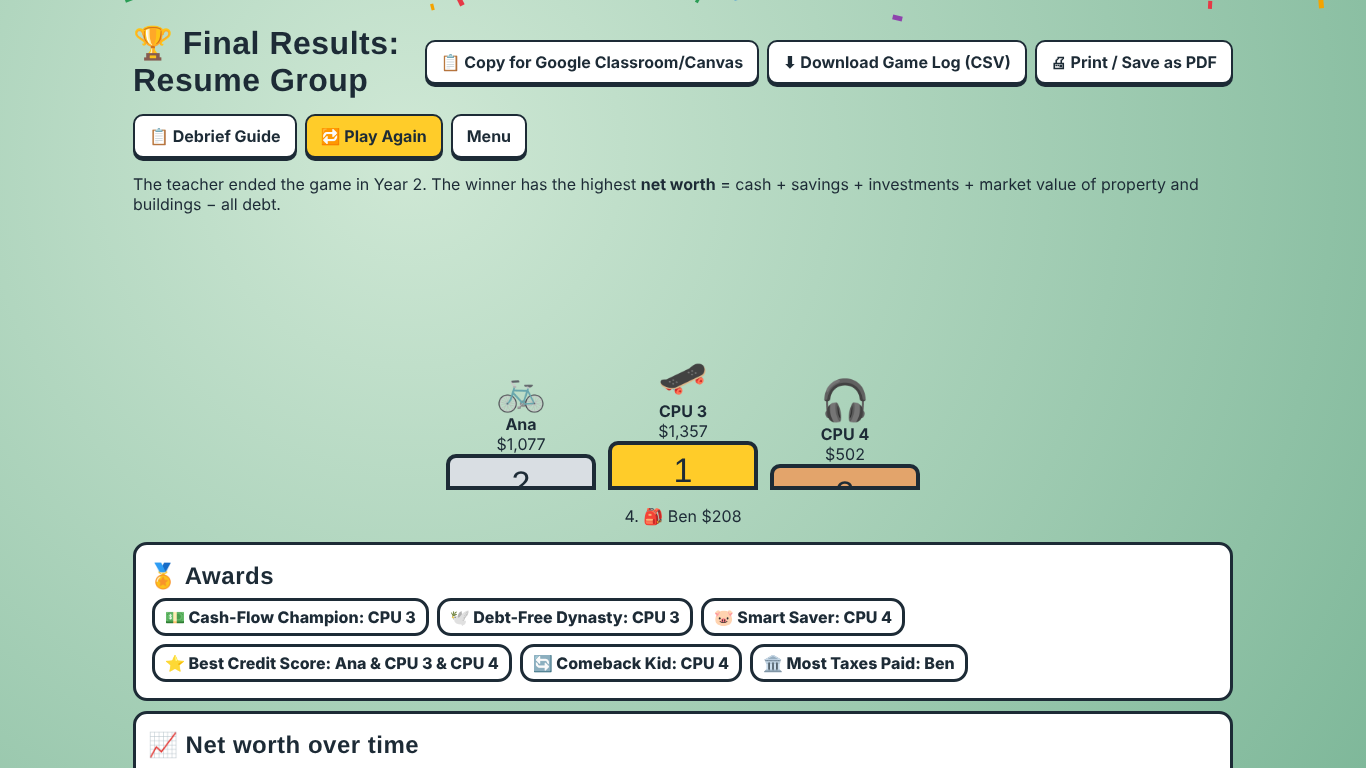 🏆 Final Results:
Resume Group
📋 Copy for Google Classroom/Canvas
⬇ Download Game Log (CSV)
🖨 Print / Save as PDF
📋 Debrief Guide
🔁 Play Again
Menu
The teacher ended the game in Year 2. The winner has the highest net worth = cash + savings + investments + market value of property and
buildings − all debt.
CPU 3
$1,357
1
Ana
$1,077
2
CPU 4
$502
4. 🎒 Ben $208
🏅 Awards
💵 Cash-Flow Champion: CPU 3
🕊️ Debt-Free Dynasty: CPU 3
🐷 Smart Saver: CPU 4
⭐ Best Credit Score: Ana & CPU 3 & CPU 4
🔄 Comeback Kid: CPU 4
🏛️ Most Taxes Paid: Ben
📈 Net worth over time